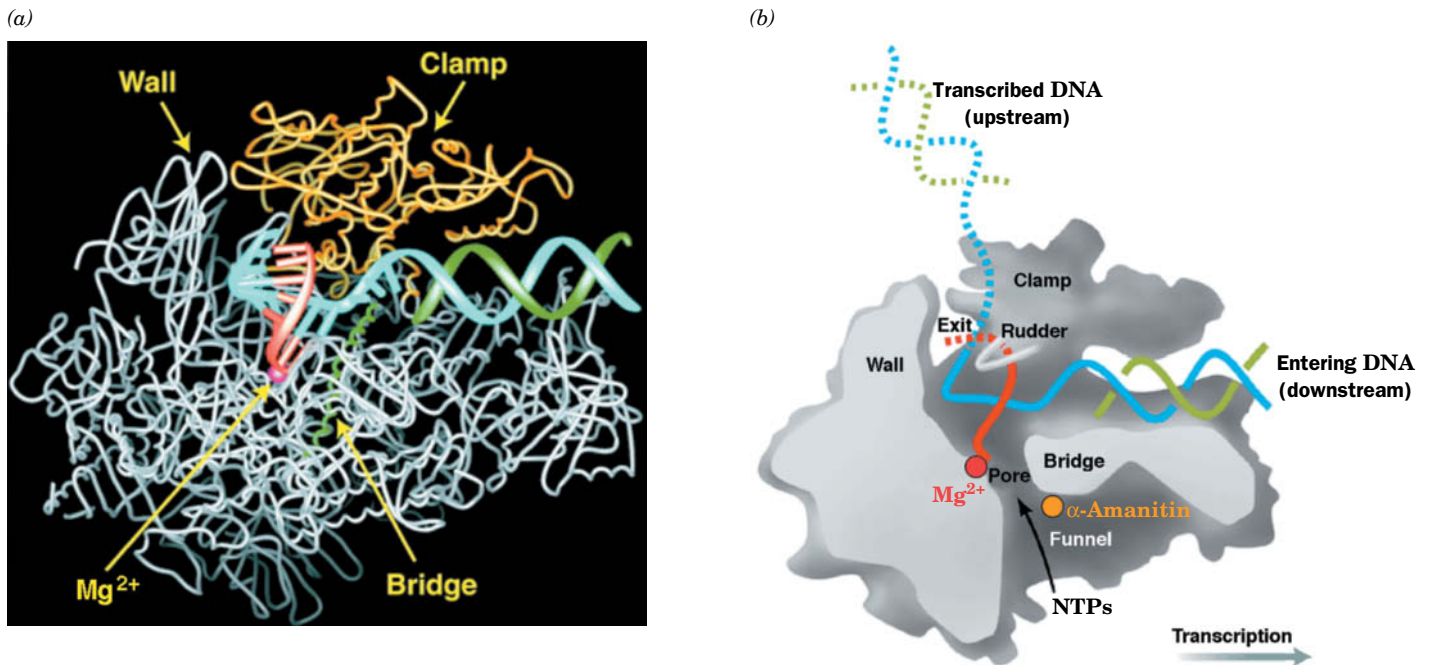 (a)
Wall
Clamp
Mg2+
Bridge
(b)
Transcribed DNA
(upstream)
Clamp
Exit
Rudder
Wall
Entering DNA
(downstream)
Bridge
Pore
Mg2+
α-Amanitin
Funnel
NTPs
Transcription